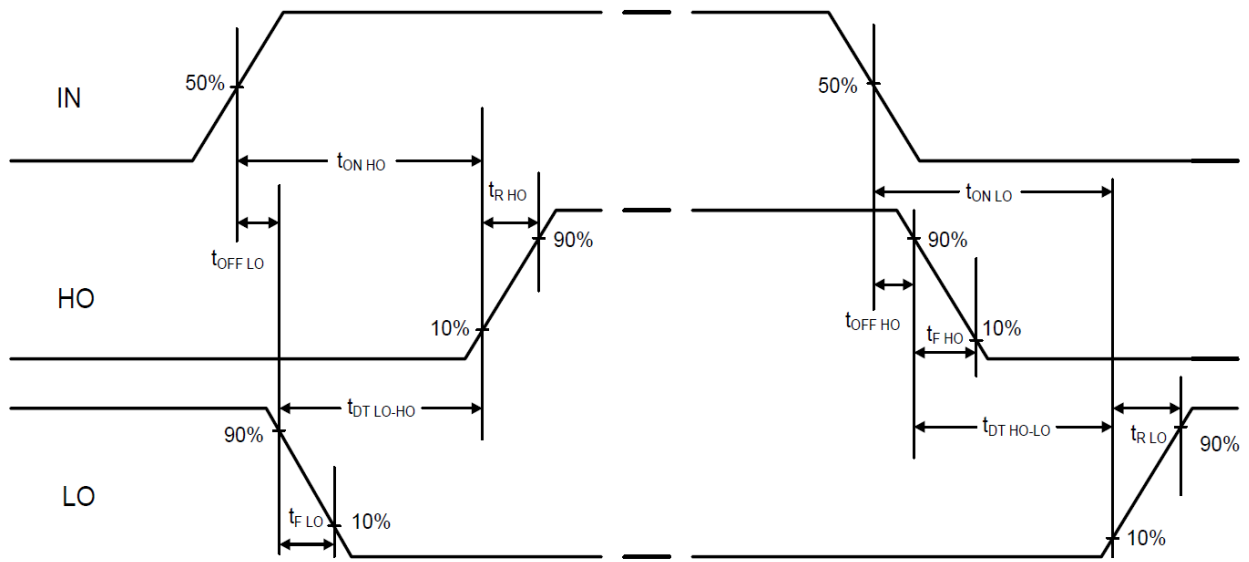 IN
50%
50%
tON HO
tON LO
tR HO
tOFF LO
90%
90%
HO
10%
tOFF HO
tF HO
10%
tDT LO-HO
tDT HO-LO
tR LO
90%
90%
LO
tF LO
10%
10%